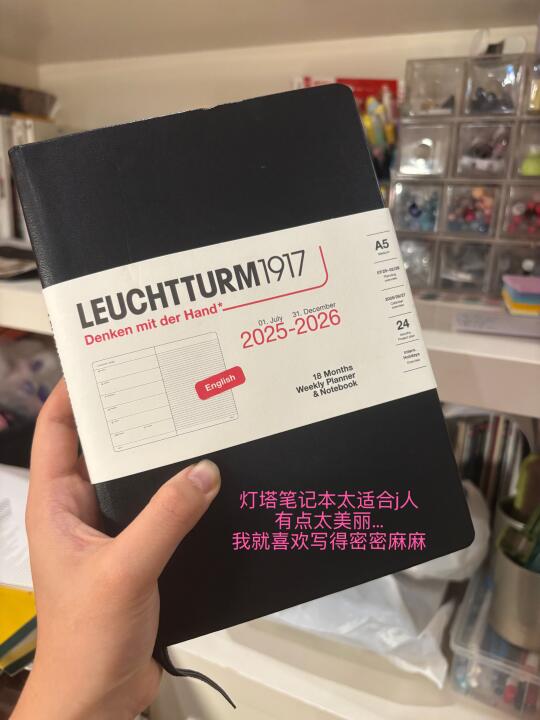 LEUCHTTURM1917
Denken mit der Hand*
01. July 31. December
2025-2026
English
18 Months
Weekly Planner
& Notebook
A5
24
灯塔笔记本太适合j人
有点太美丽...
我就喜欢写得密密麻麻